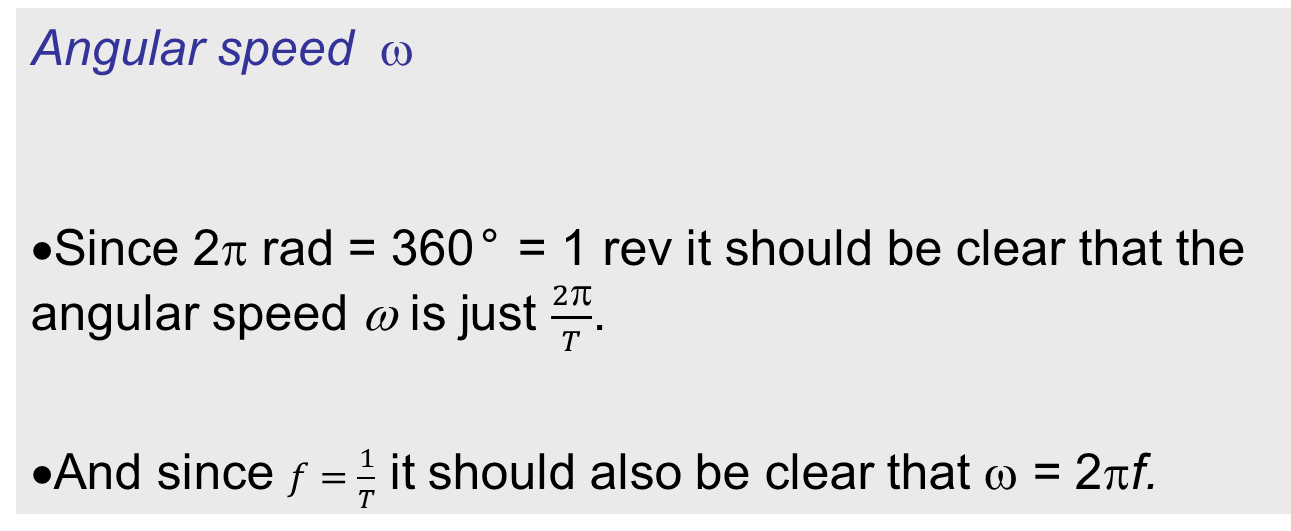 Angular speed ω
•Since 2π rad = 360° = 1 rev it should be clear that the
angular speed ω is just 2π/T.
•And since f = 1/T it should also be clear that ω = 2πf.